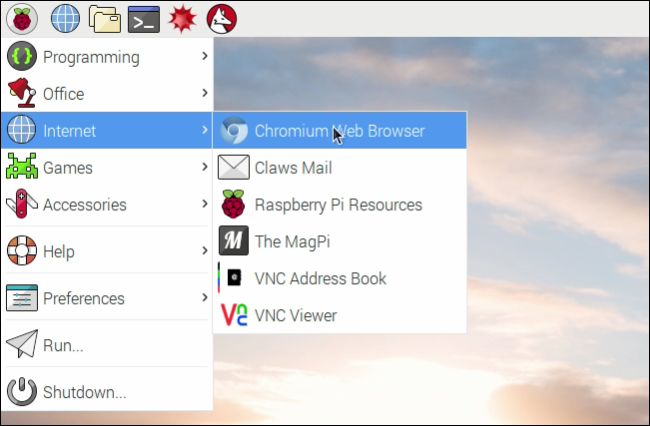 Programming
Office
Internet
Games
Accessories
Help
Preferences
Run...
Shutdown...
Chromium Web Browser
Claws Mail
Raspberry Pi Resources
The MagPi
VNC Address Book
VNC Viewer